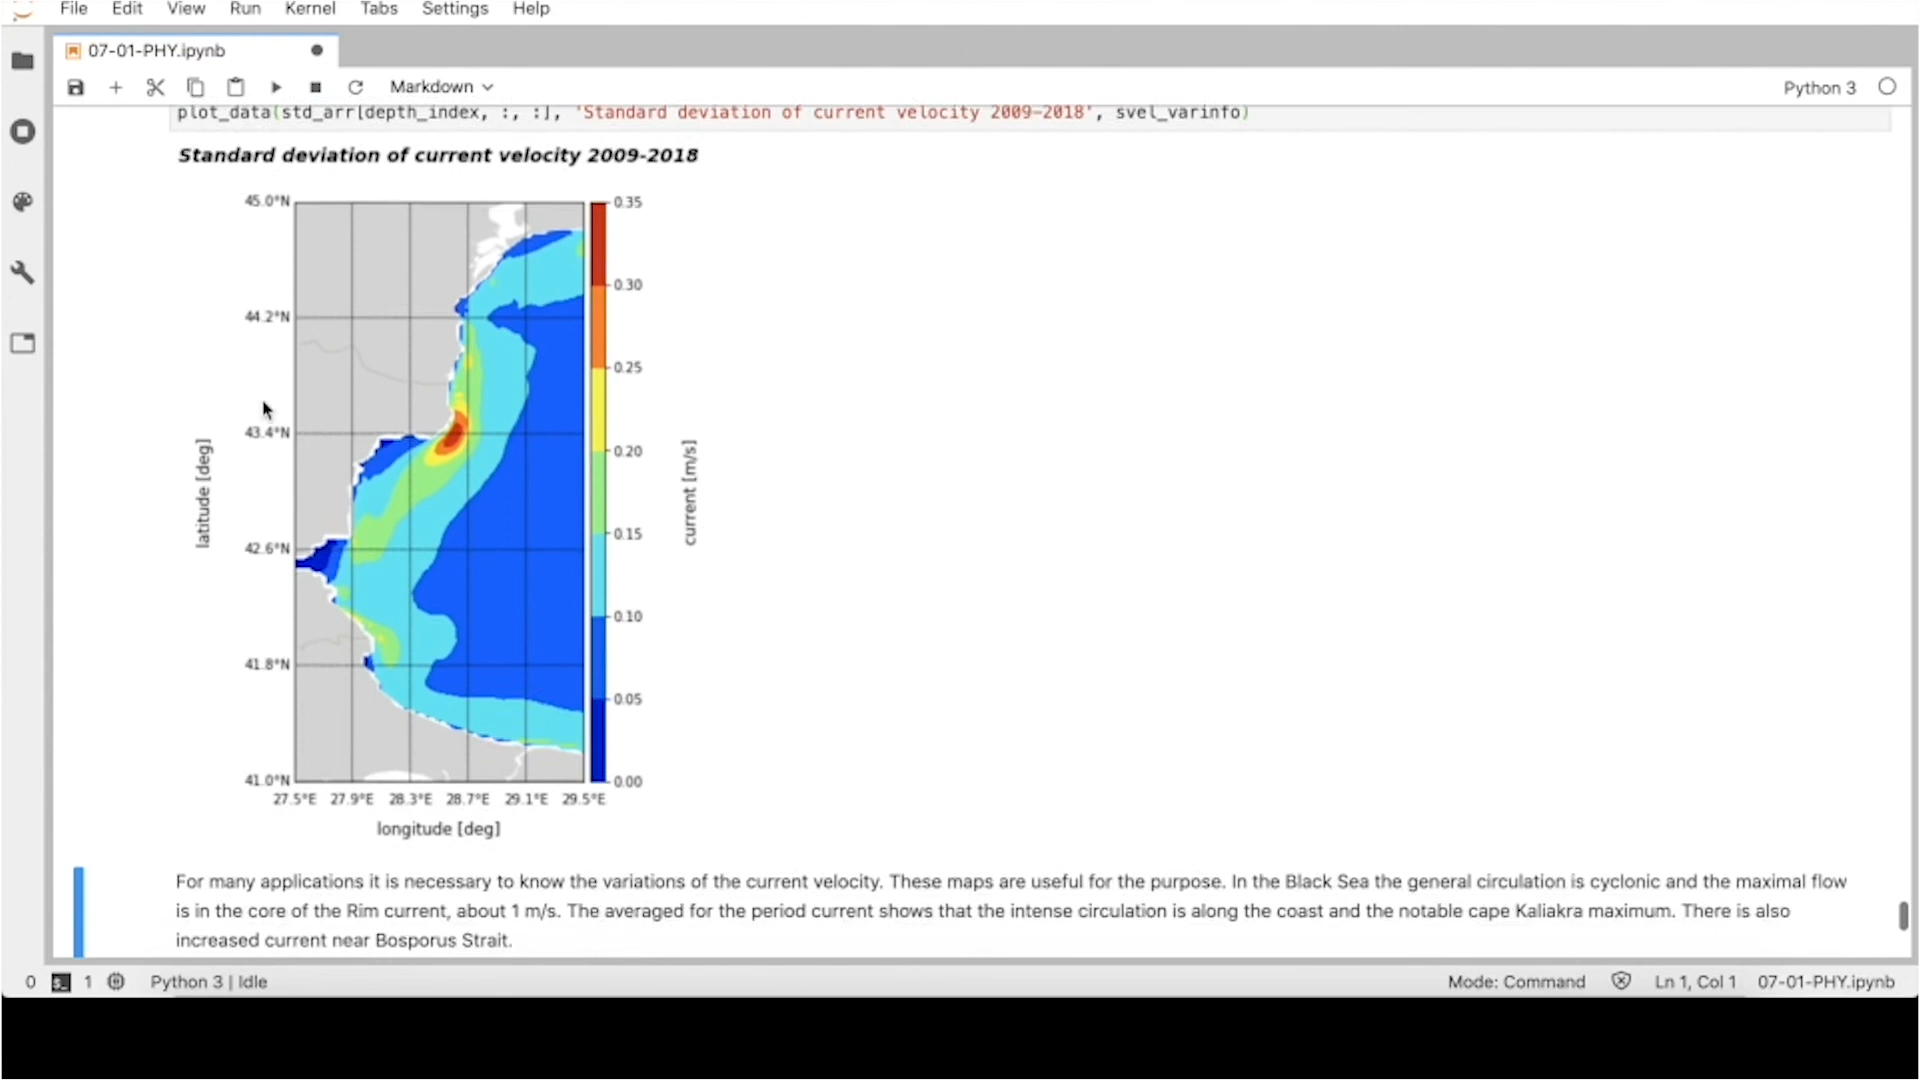 File Edit View Run Kernel Tabs Settings Help
07-01-PHY.ipynb
Markdown
Python 3
plot_data(std_arr[depth_index, :, :], 'Standard deviation of current velocity 2009-2018', svel_varinfo)
Standard deviation of current velocity 2009-2018
45.0°N
44.2°N
43.4°N
42.6°N
41.8°N
41.0°N
latitude [deg]
27.5°E 27.9°E 28.3°E 28.7°E 29.1°E 29.5°E
longitude [deg]
0.35
0.30
0.25
0.20
0.15
0.10
0.05
0.00
current [m/s]
For many applications it is necessary to know the variations of the current velocity. These maps are useful for the purpose. In the Black Sea the general circulation is cyclonic and the maximal flow
is in the core of the Rim current, about 1 m/s. The averaged for the period current shows that the intense circulation is along the coast and the notable cape Kaliakra maximum. There is also
increased current near Bosporus Strait.
0 1 Python 3 | Idle
Mode: Command Ln 1, Col 1 07-01-PHY.ipynb